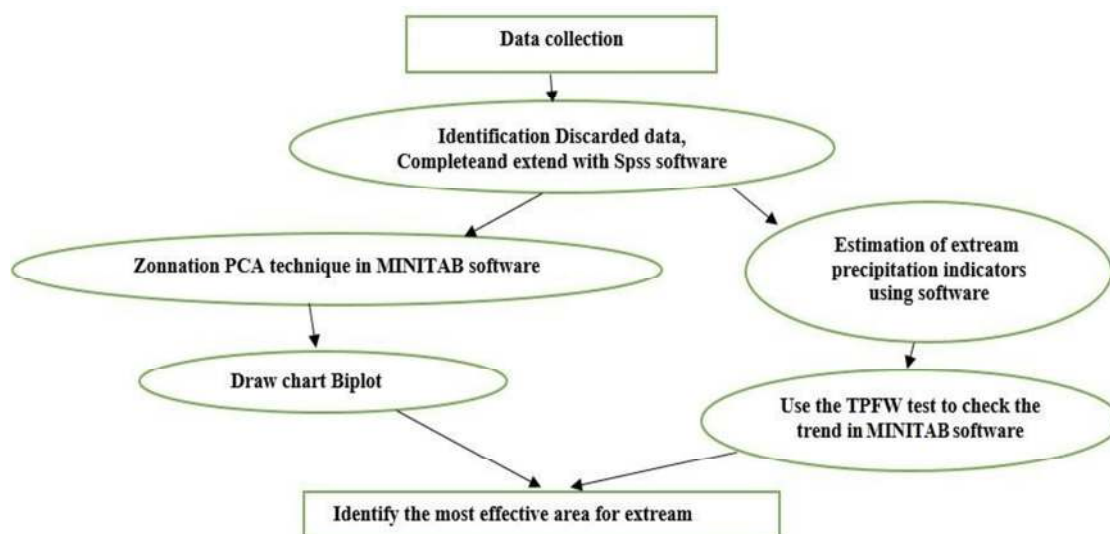 Data collection
Identification Discarded data,
Completeand extend with Spss software
Zonnation PCA technique in MINITAB software
Estimation of extream
precipitation indicators
using software
Draw chart Biplot
Use the TPFW test to check the
trend in MINITAB software
Identify the most effective area for extream